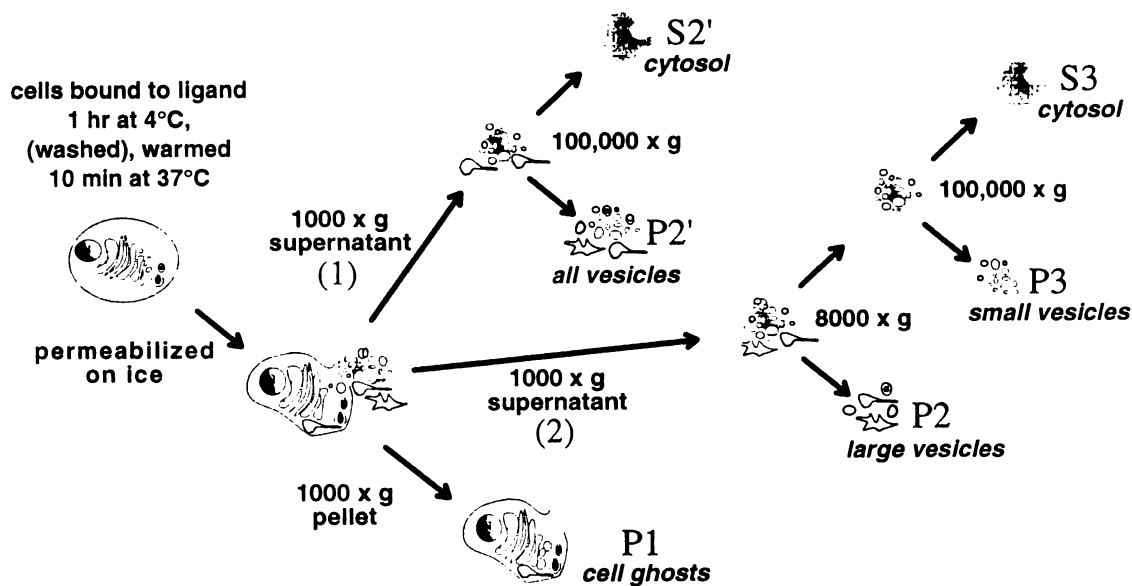 cells bound to ligand
1 hr at 4°C,
(washed), warmed
10 min at 37°C
permeabilized
on ice
1000 x g
supernatant
(1)
S2'
cytosol
100,000 x g
P2'
all vesicles
1000 x g
supernatant
(2)
1000 x g
pellet
P1
cell ghosts
8000 x g
P2
large vesicles
S3
cytosol
100,000 x g
P3
small vesicles